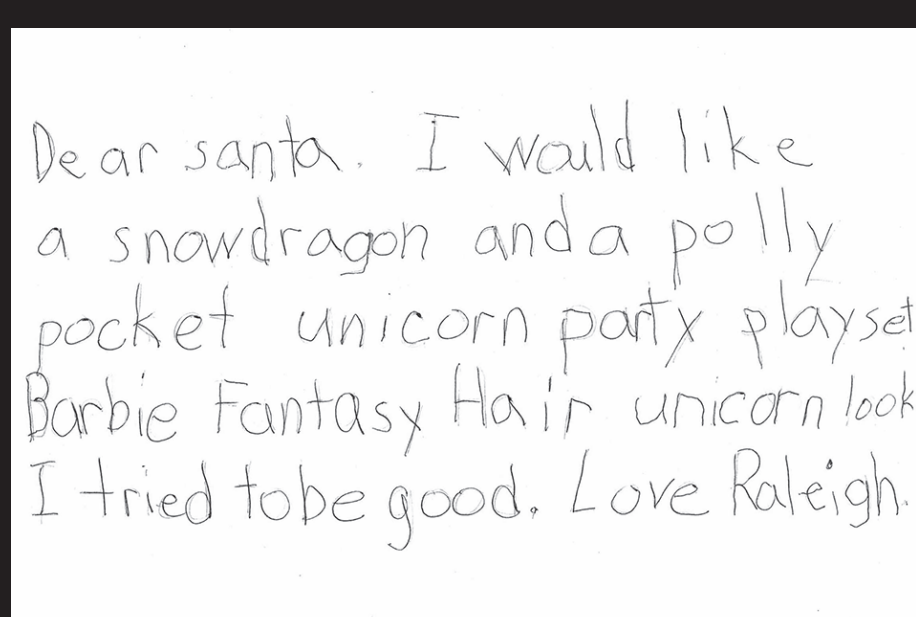 Dear santa. I would like
a snowdragon and a polly
pocket unicorn party playset
Barbie Fantasy Hair unicorn look
I tried tobe good. Love Raleigh.